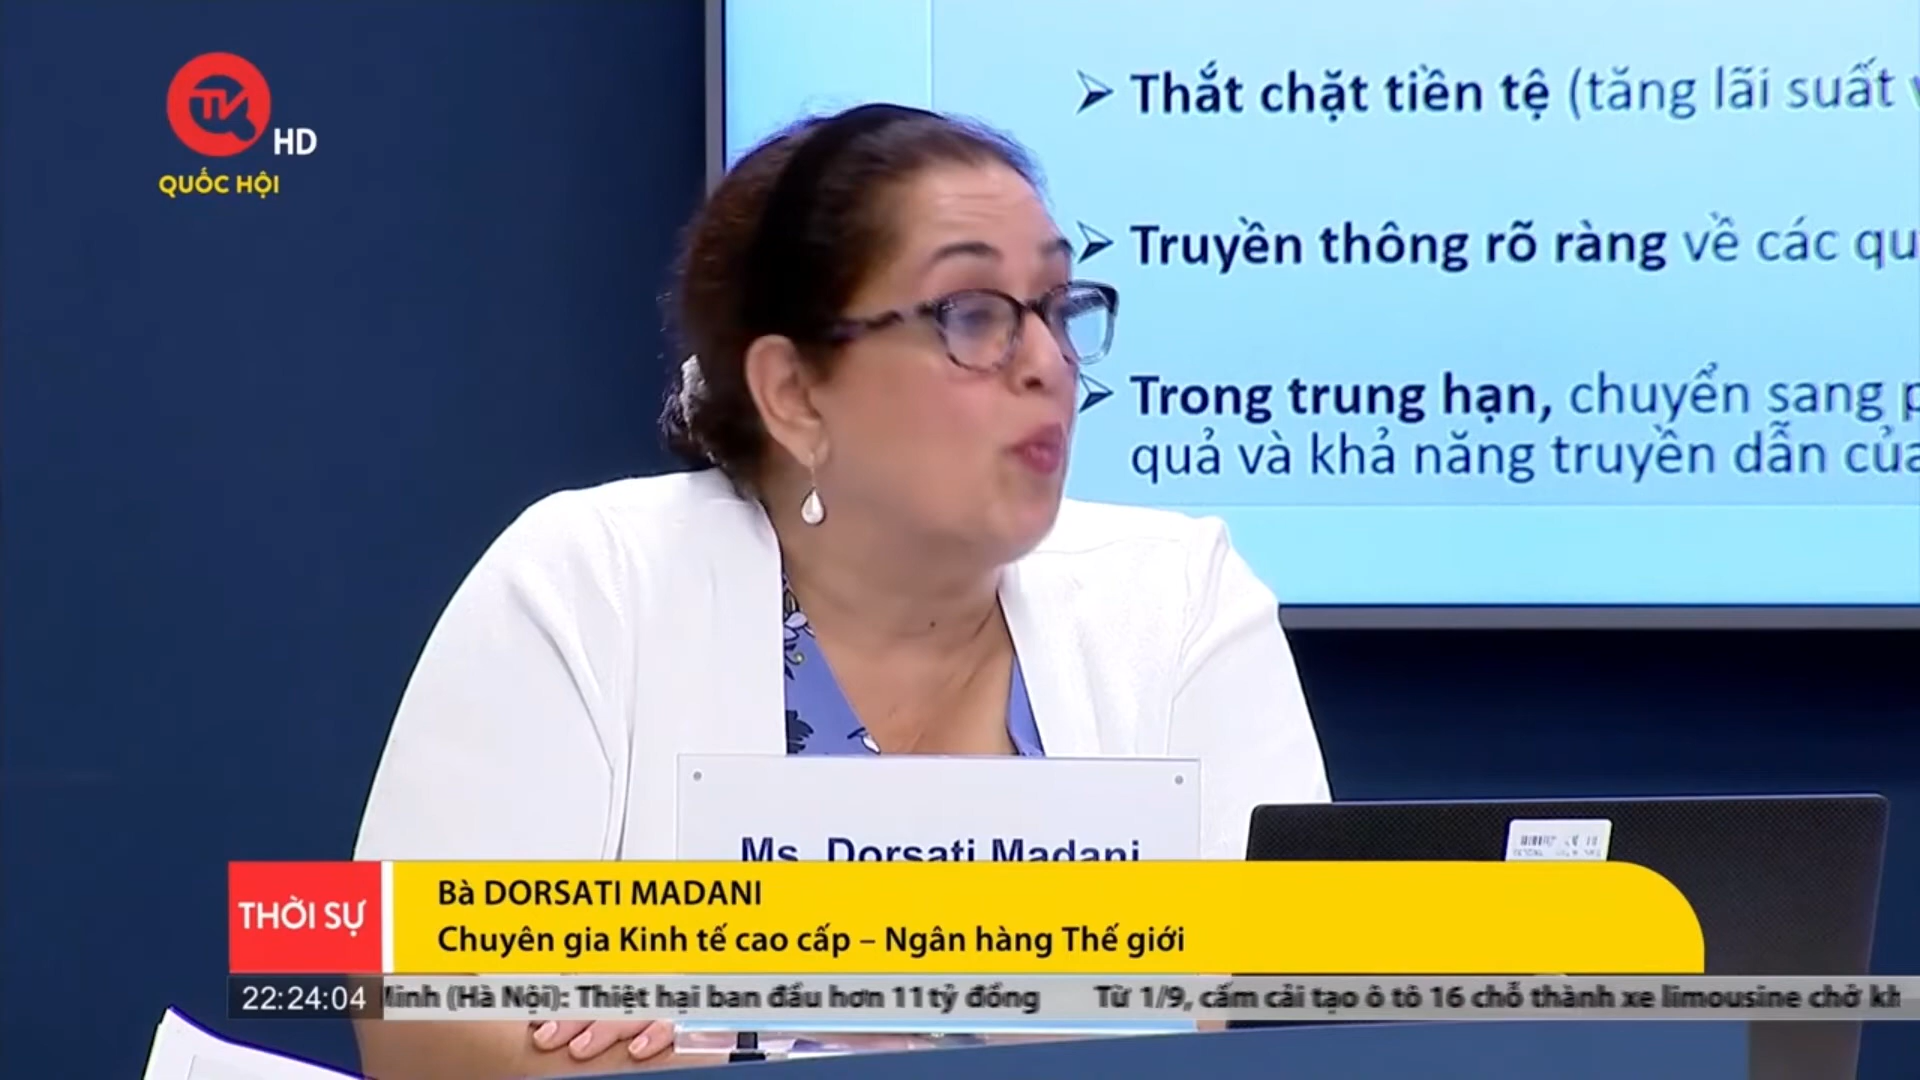 HD
QUỐC HỘI
Thắt chặt tiền tệ (tăng lãi suất
Truyền thông rõ ràng về các
Trong trung hạn, chuyển sang
quả và khả năng truyền dẫn của
Ms. Dorsati Madani
THỜI SỰ
Bà DORSATI MADANI
Chuyên gia Kinh tế cao cấp – Ngân hàng Thế giới
22:24:04
(Hà Nội): Thiệt hại ban đầu hơn 11 tỷ đồng Từ 1/9, cấm cải tạo ô tô 16 chỗ thành xe limousine chở